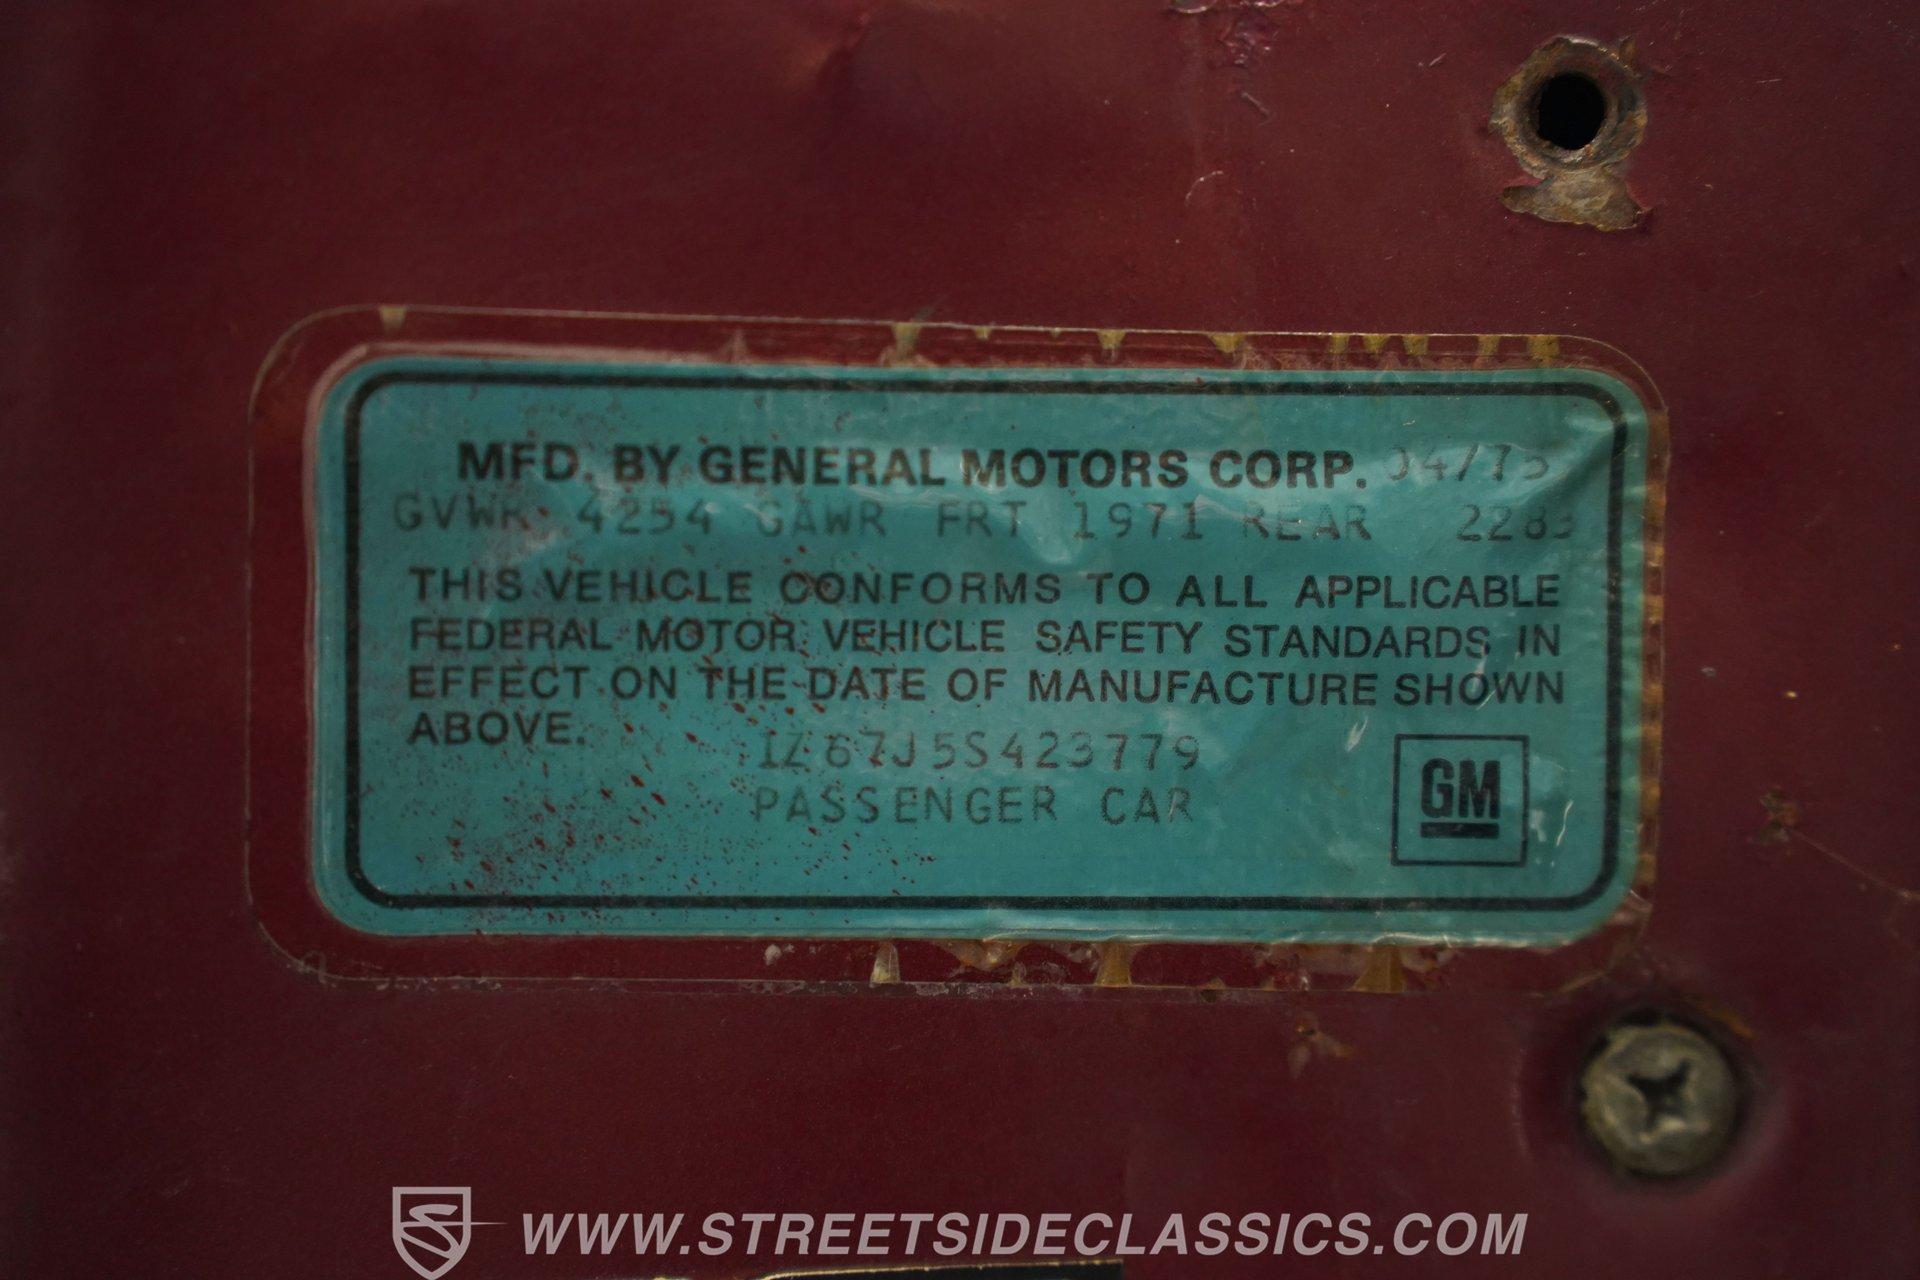 MFD. BY GENERAL MOTORS CORP. 04/75
GVWR 4254 GAWR FRT 1971 REAR 2283
THIS VEHICLE CONFORMS TO ALL APPLICABLE
FEDERAL MOTOR VEHICLE SAFETY STANDARDS IN
EFFECT ON THE DATE OF MANUFACTURE SHOWN
ABOVE.
1Z67J5S423779
PASSENGER CAR
GM
WWW.STREETSIDECLASSICS.COM